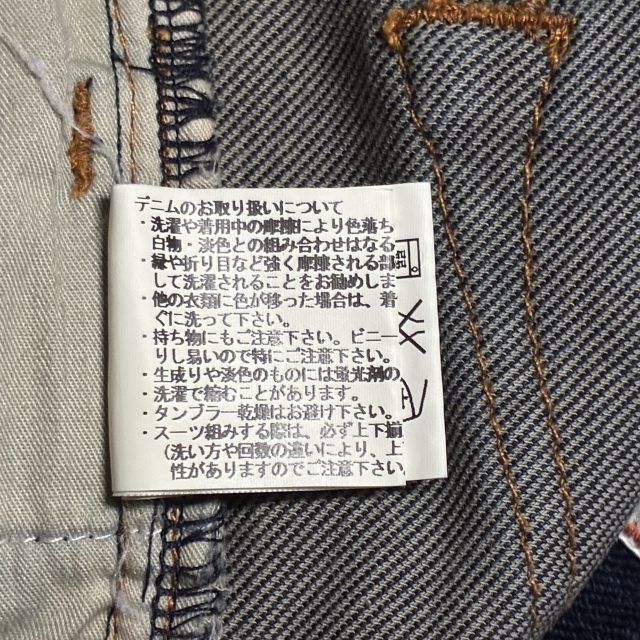 デニムのお取り扱いについて
・洗濯や着用中の摩擦により色落ち
白物・淡色との組み合わせはなる
・縁や折り目など強く摩擦される部
して洗濯されることをお勧めしま
・他の衣類に色が移った場合は、着
ぐに洗って下さい。
・持ち物にもご注意下さい。ビニー
りし易いので特にご注意下さい。
・生成りや淡色のものには蛍光剤の
・洗濯で縮むことがあります。
・タンブラー乾燥はお避け下さい。
・スーツ組みする際は、必ず上下揃
（洗い方や回数の違いにより、上
性がありますのでご注意下さい